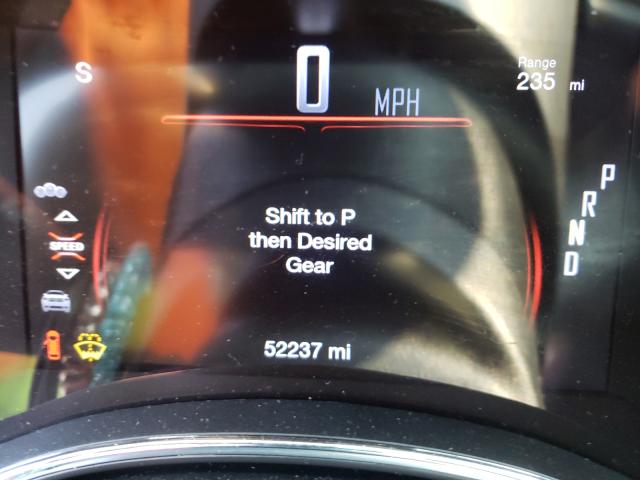 S
0 MPH
Range
235 mi
P
R
N
D
SPEED
Shift to P
then Desired
Gear
52237 mi